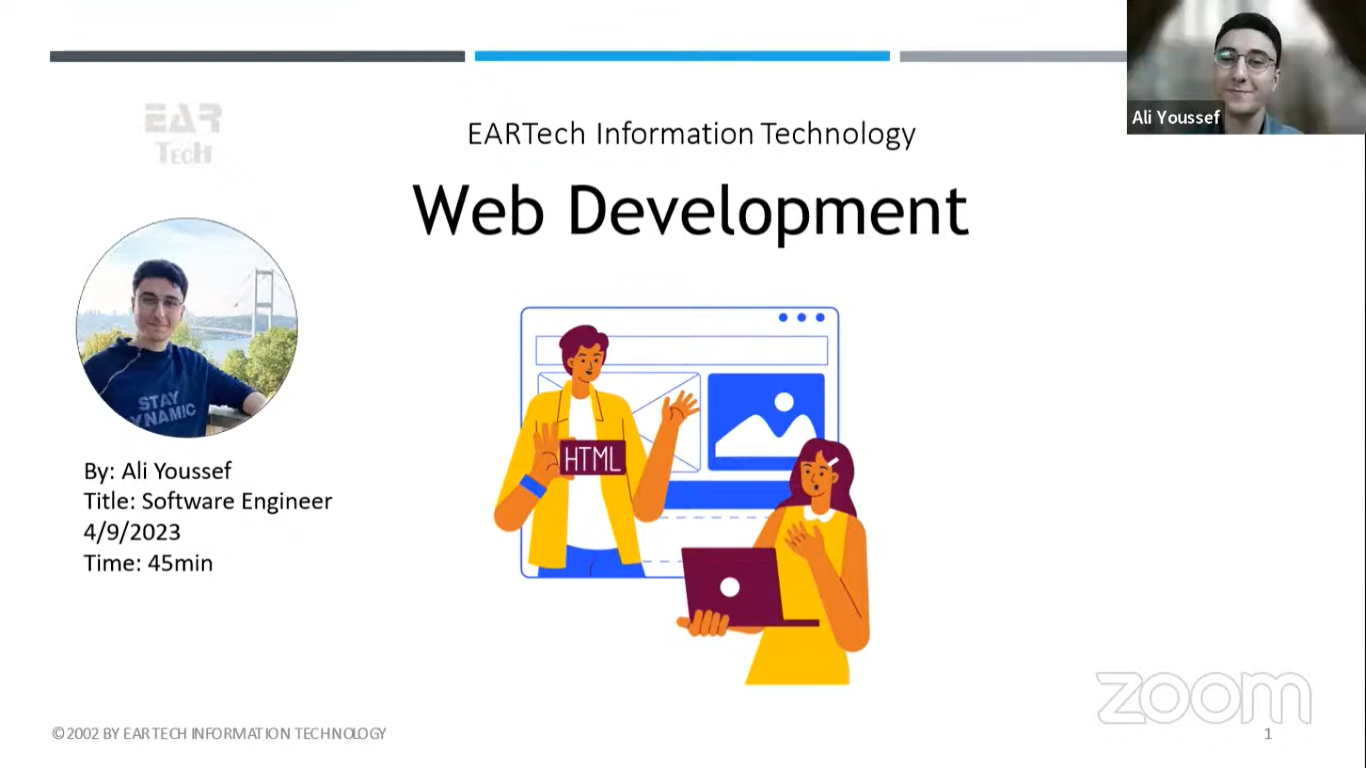 EAR
TecH
Ali Youssef
EARTech Information Technology
Web Development
STAY
YNAMIC
HTML
By: Ali Youssef
Title: Software Engineer
4/9/2023
Time: 45min
zoom
©2002 BY EARTECH INFORMATION TECHNOLOGY
1